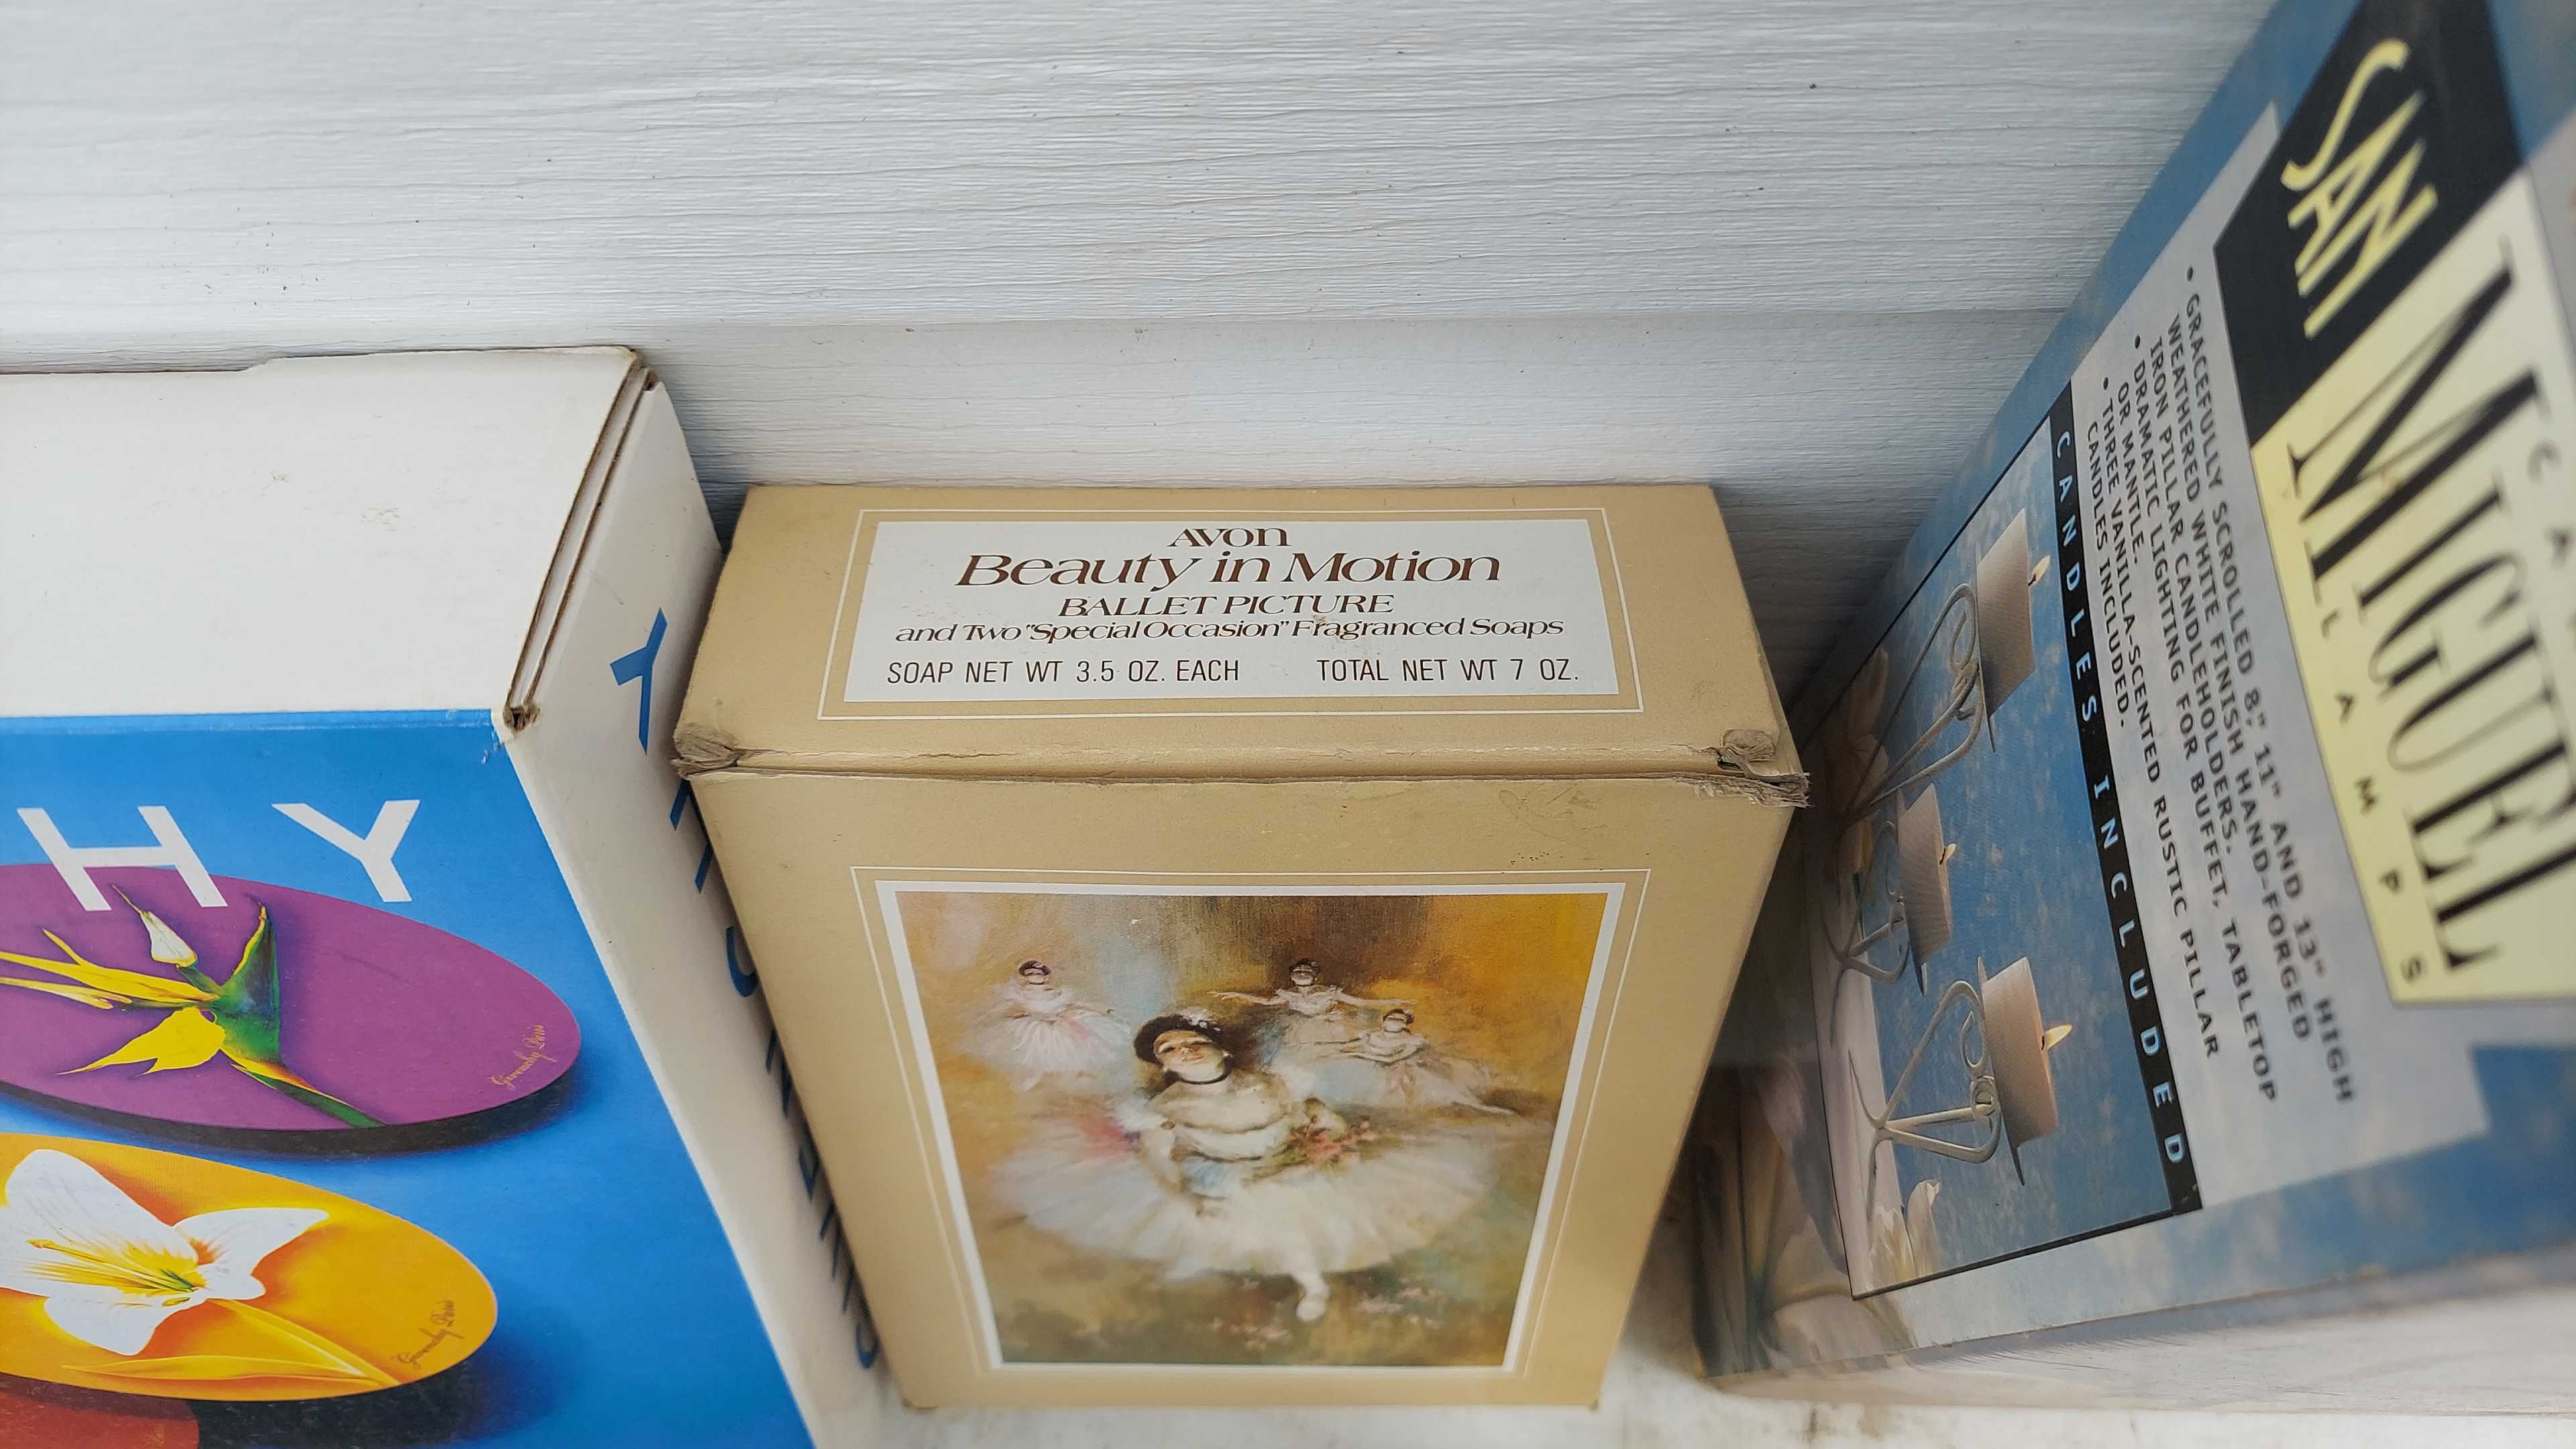 HY
Y
AVON
Beauty in Motion
BALLET PICTURE
and Two "Special Occasion" Fragranced Soaps
SOAP NET WT 3.5 OZ. EACH TOTAL NET WT 7 OZ.
SAN
MIGUEL
CALLA LAMPS
• GRACEFULLY SCROLLED 8", 11" AND 13" HIGH
WEATHERED WHITE FINISH HAND-FORGED
IRON PILLAR CANDLEHOLDERS.
• DRAMATIC LIGHTING FOR BUFFET, TABLETOP
OR MANTLE.
• THREE VANILLA-SCENTED RUSTIC PILLAR
CANDLES INCLUDED.
CANDLES INCLUDED